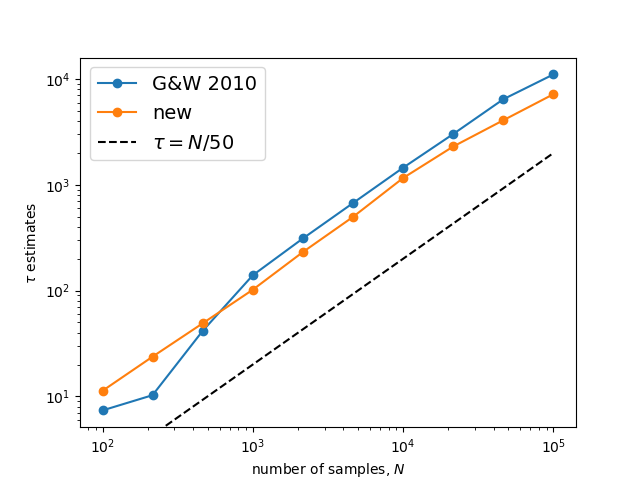 G&W 2010
new
τ = N/50
10⁴
10³
10²
10¹
τ estimates
10²
10³
10⁴
10⁵
number of samples, N